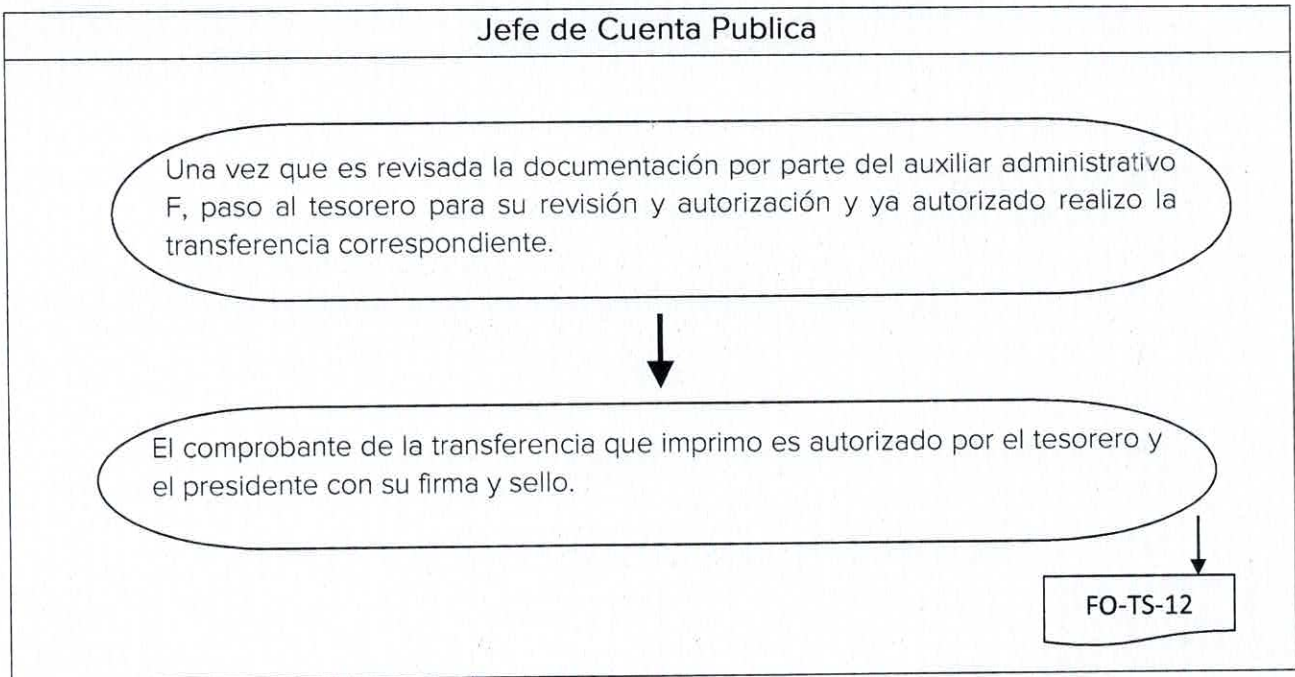 Jefe de Cuenta Publica
Una vez que es revisada la documentación por parte del auxiliar administrativo
F, paso al tesorero para su revisión y autorización y ya autorizado realizo la
transferencia correspondiente.
El comprobante de la transferencia que imprimo es autorizado por el tesorero y
el presidente con su firma y sello.
FO-TS-12